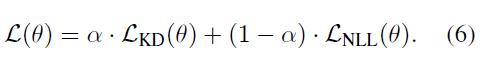 ℒ(θ) = α · ℒ_KD(θ) + (1 − α) · ℒ_NLL(θ). (6)